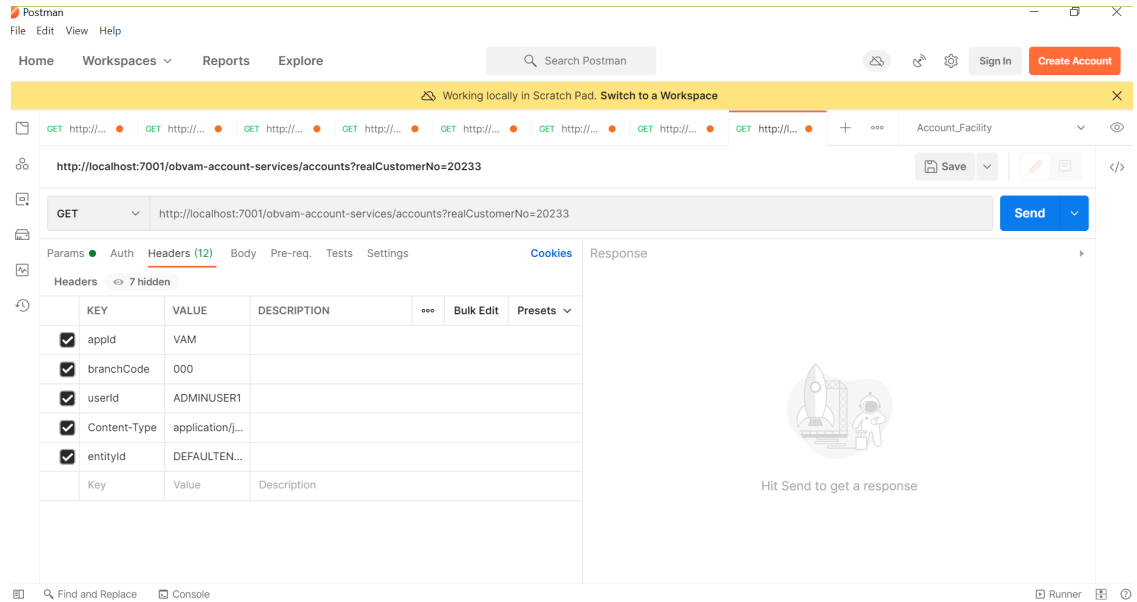 Postman
File Edit View Help
Home Workspaces Reports Explore Search Postman Sign In Create Account
Working locally in Scratch Pad. Switch to a Workspace
GET http://... GET http://... GET http://... GET http://... GET http://... GET http://... GET http://... GET http://l... Account_Facility
http://localhost:7001/obvam-account-services/accounts?realCustomerNo=20233 Save
GET http://localhost:7001/obvam-account-services/accounts?realCustomerNo=20233 Send
Params Auth Headers (12) Body Pre-req. Tests Settings Cookies Response
Headers 7 hidden
KEY VALUE DESCRIPTION Bulk Edit Presets
appId VAM
branchCode 000
userId ADMINUSER1
Content-Type application/j...
entityId DEFAULTEN...
Key Value Description
Hit Send to get a response
Find and Replace Console Runner